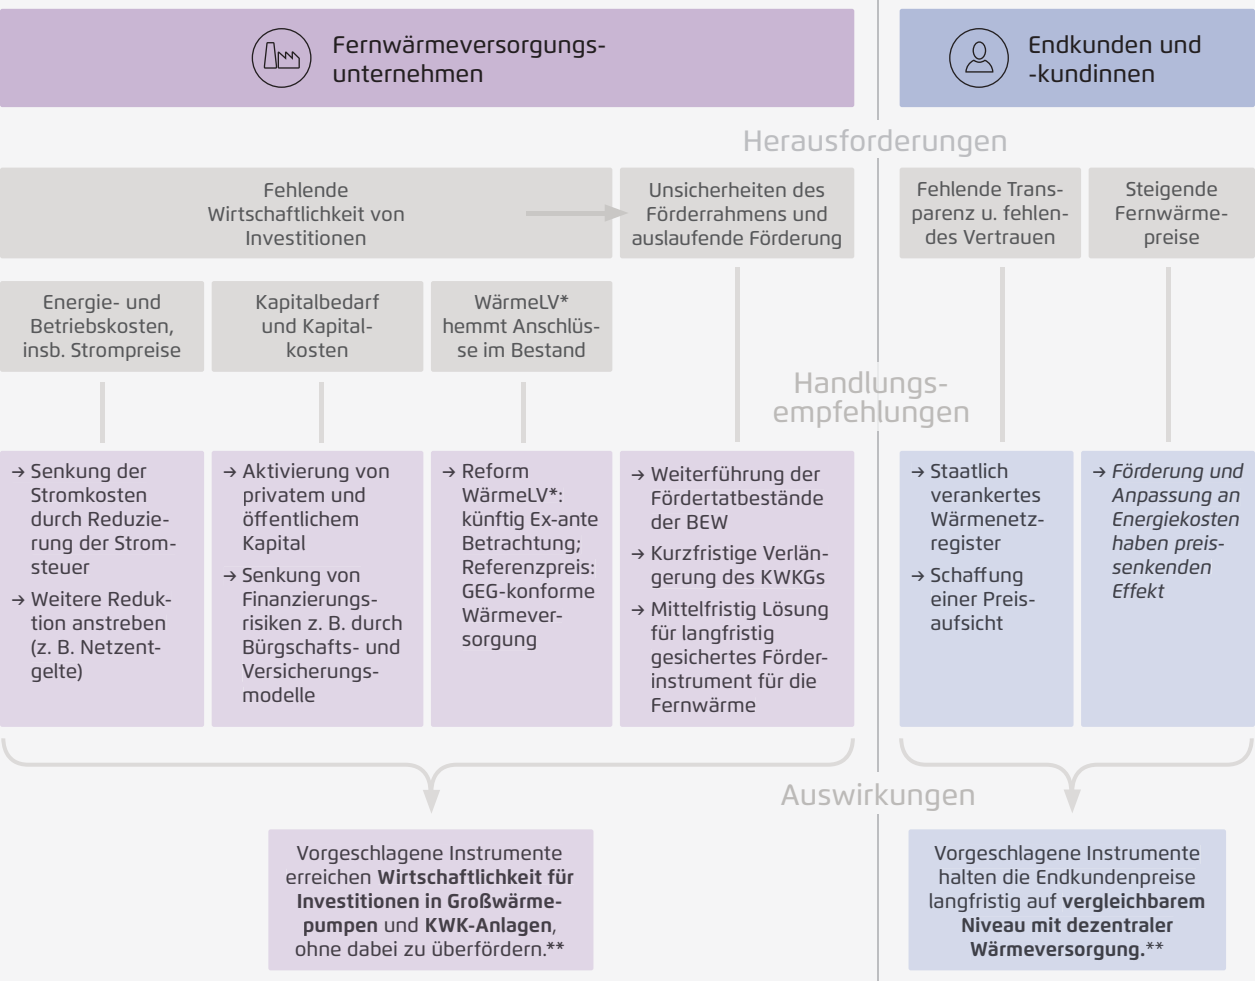 Fernwärmeversorgungs-
unternehmen
Endkunden und
-kundinnen
Herausforderungen
Fehlende
Wirtschaftlichkeit von
Investitionen
Unsicherheiten des
Förderrahmens und
auslaufende Förderung
Fehlende Trans-
parenz u. fehlen-
des Vertrauen
Steigende
Fernwärme-
preise
Energie- und
Betriebskosten,
insb. Strompreise
Kapitalbedarf
und Kapital-
kosten
WärmeLV*
hemmt Anschlüs-
se im Bestand
Handlungs-
empfehlungen
→ Senkung der
Stromkosten
durch Reduzie-
rung der Strom-
steuer
→ Weitere Reduk-
tion anstreben
(z. B. Netzent-
gelte)
→ Aktivierung von
privatem und
öffentlichem
Kapital
→ Senkung von
Finanzierungs-
risiken z. B. durch
Bürgschafts- und
Versicherungs-
modelle
→ Reform
WärmeLV*:
künftig Ex-ante
Betrachtung;
Referenzpreis:
GEG-konforme
Wärmever-
sorgung
→ Weiterführung der
Fördertatbestände
der BEW
→ Kurzfristige Verlän-
gerung des KWKGs
→ Mittelfristig Lösung
für langfristig
gesichertes Förder-
instrument für die
Fernwärme
→ Staatlich
verankertes
Wärmenetz-
register
→ Schaffung
einer Preis-
aufsicht
→ Förderung und
Anpassung an
Energiekosten
haben preis-
senkenden
Effekt
Auswirkungen
Vorgeschlagene Instrumente
erreichen Wirtschaftlichkeit für
Investitionen in Großwärme-
pumpen und KWK-Anlagen,
ohne dabei zu überfördern.**
Vorgeschlagene Instrumente
halten die Endkundenpreise
langfristig auf vergleichbarem
Niveau mit dezentraler
Wärmeversorgung.**